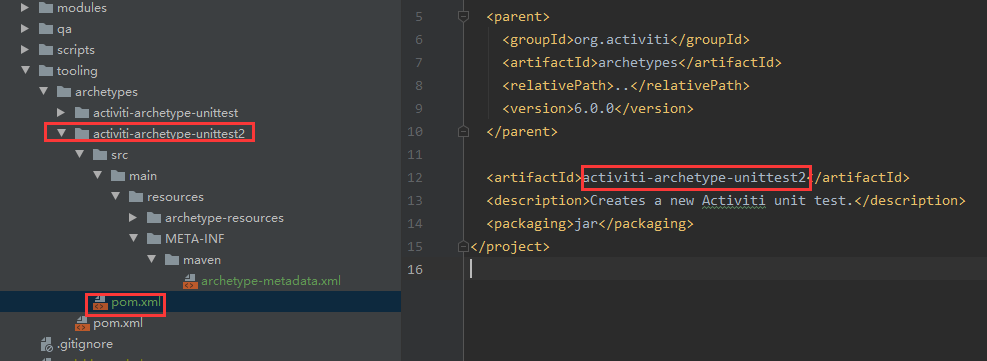 modules
qa
scripts
tooling
archetypes
activiti-archetype-unittest
activiti-archetype-unittest2
src
main
resources
archetype-resources
META-INF
maven
archetype-metadata.xml
pom.xml
pom.xml
.gitignore
5 <parent>
6 <groupId>org.activiti</groupId>
7 <artifactId>archetypes</artifactId>
8 <relativePath>..</relativePath>
9 <version>6.0.0</version>
10 </parent>
11
12 <artifactId>activiti-archetype-unittest2</artifactId>
13 <description>Creates a new Activiti unit test.</description>
14 <packaging>jar</packaging>
15 </project>
16